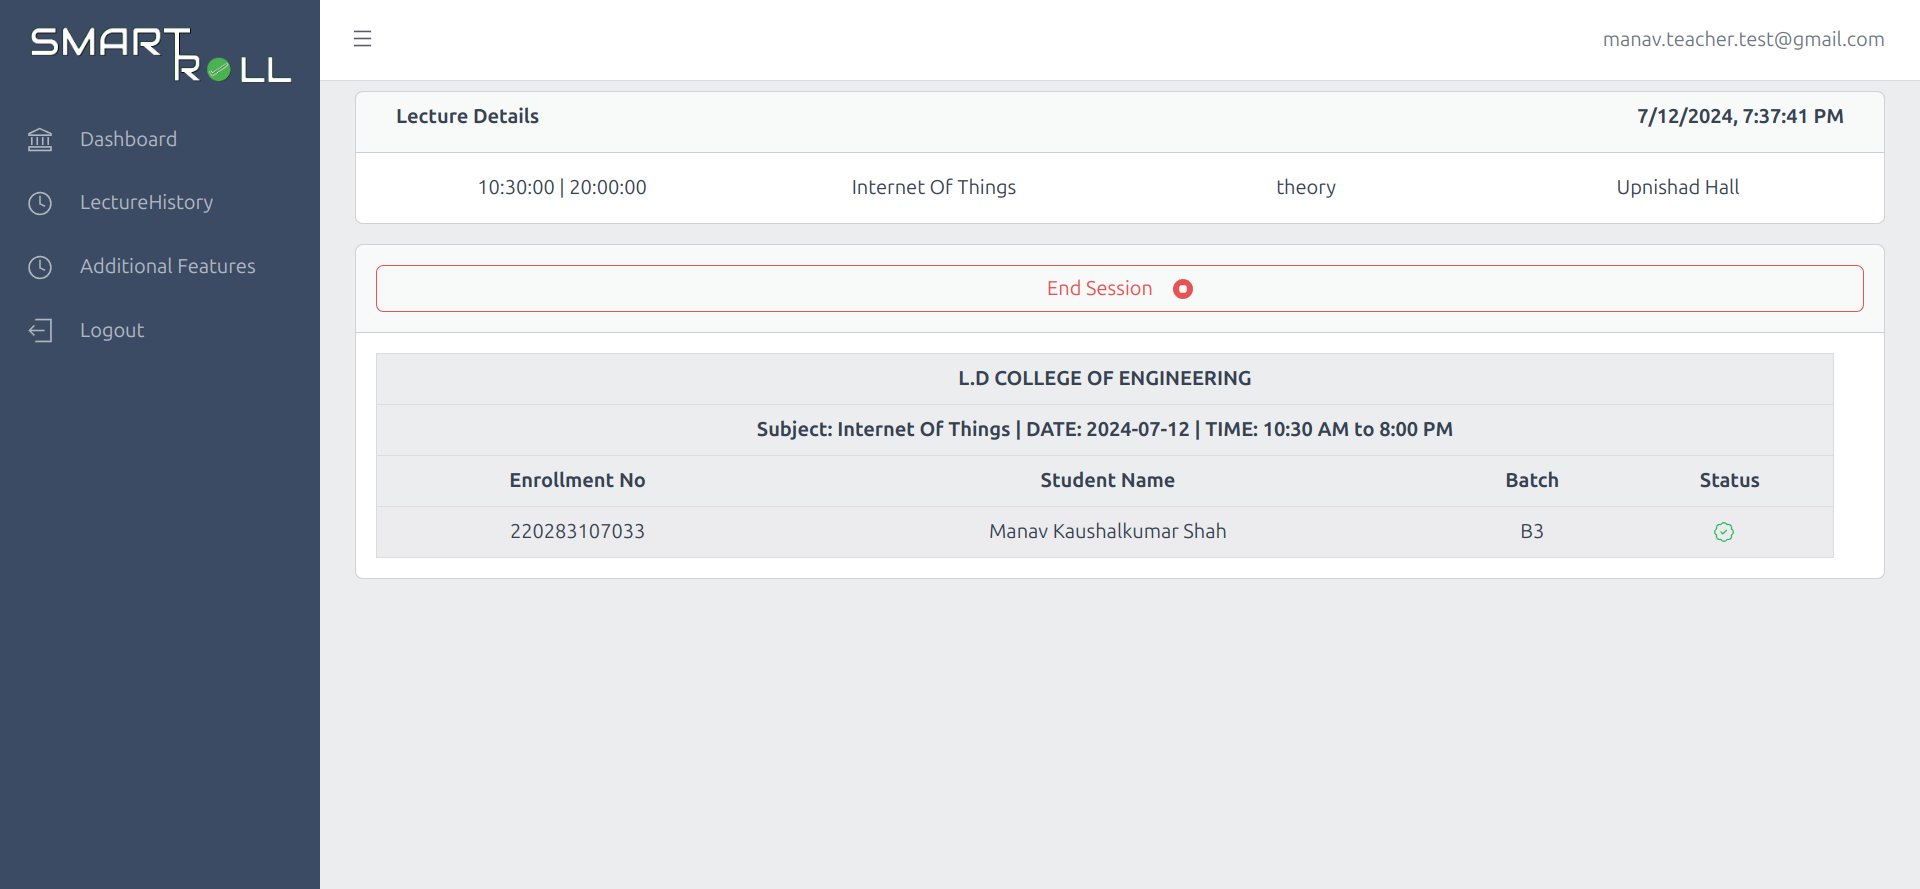 SMART
ROLL
manav.teacher.test@gmail.com
Dashboard
LectureHistory
Additional Features
Logout
Lecture Details 7/12/2024, 7:37:41 PM
10:30:00 | 20:00:00 Internet Of Things theory Upnishad Hall
End Session
L.D COLLEGE OF ENGINEERING
Subject: Internet Of Things | DATE: 2024-07-12 | TIME: 10:30 AM to 8:00 PM
Enrollment No Student Name Batch Status
220283107033 Manav Kaushalkumar Shah B3